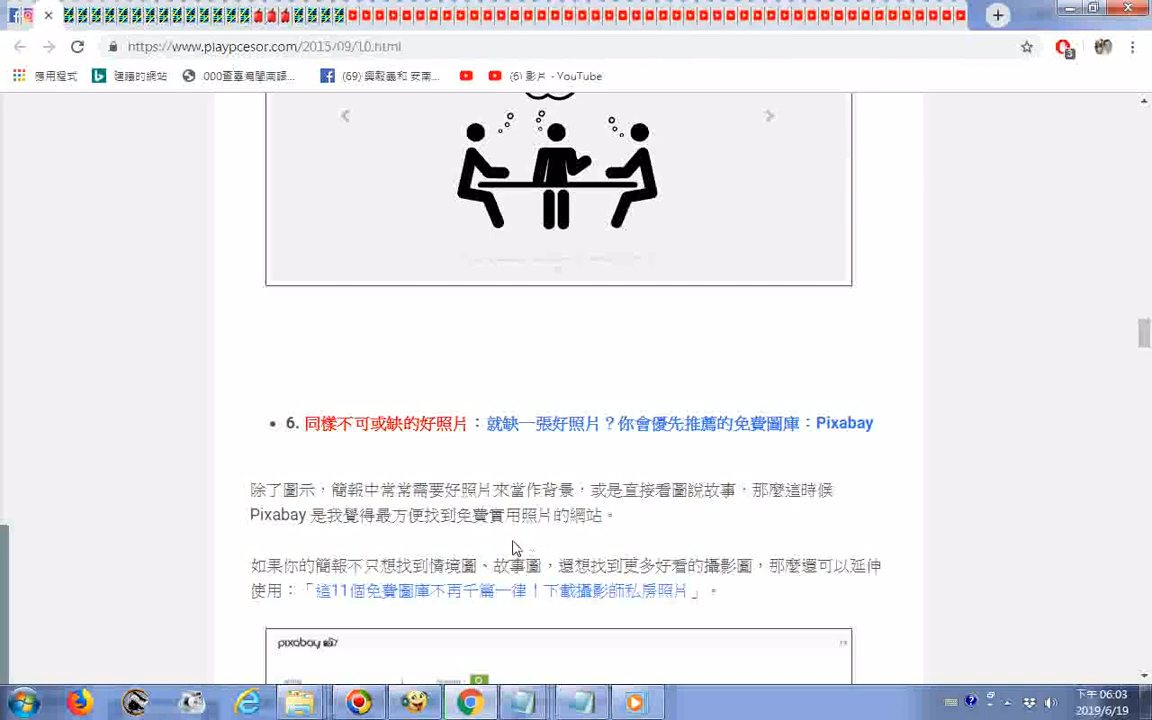 https://www.playpcesor.com/2015/09/10.html
應用程式
建議的網站
(69)
(6) 影片 - YouTube
6. 同樣不可或缺的好照片：就缺一張好照片？你會優先推薦的免費圖庫：Pixabay
除了圖示，簡報中常常需要好照片來當作背景，或是直接看圖說故事，那麼這時候
Pixabay 是我覺得最方便找到免費實用照片的網站。
如果你的簡報不只想找到情境圖、故事圖，還想找到更多好看的攝影圖，那麼還可以延伸
使用：「這11個免費圖庫不再千篇一律！下載攝影師私房照片」。
pixabay
下午 06:03
2019/6/19